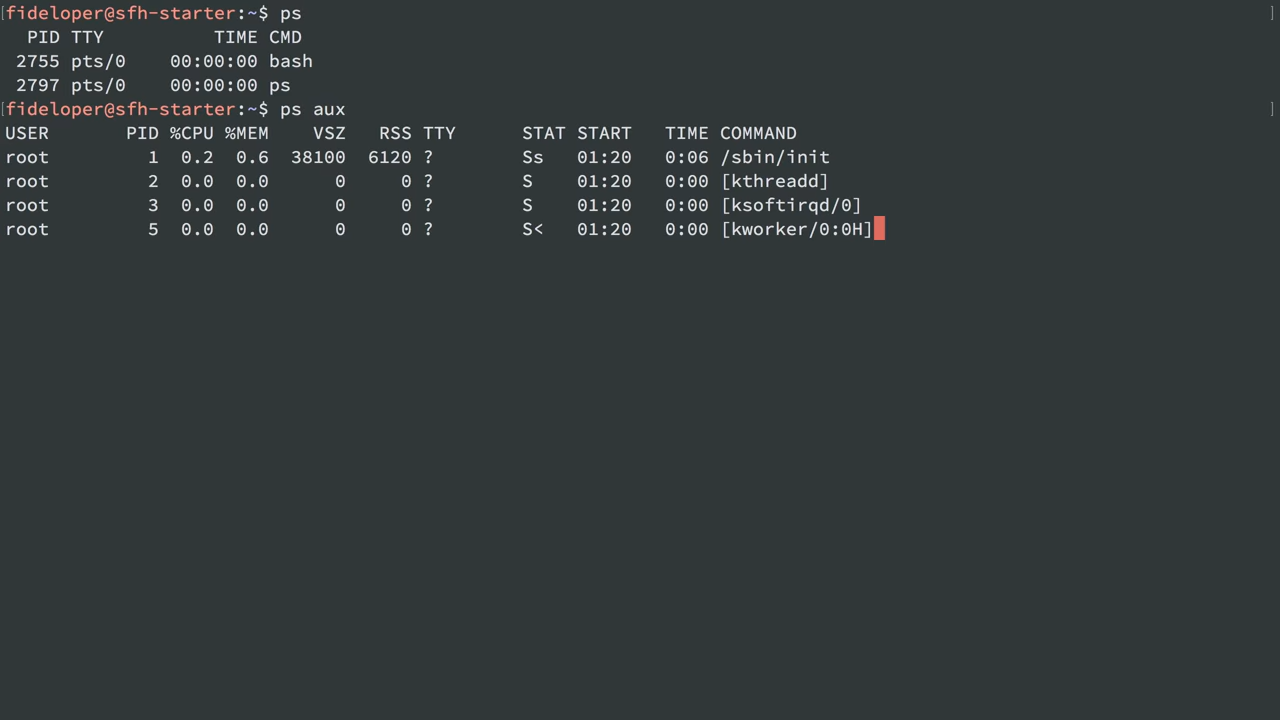 [fideloper@sfh-starter:~$ ps ]
  PID TTY          TIME CMD
 2755 pts/0    00:00:00 bash
 2797 pts/0    00:00:00 ps
[fideloper@sfh-starter:~$ ps aux ]
USER       PID %CPU %MEM    VSZ   RSS TTY      STAT START   TIME COMMAND
root         1  0.2  0.6  38100  6120 ?        Ss   01:20   0:06 /sbin/init
root         2  0.0  0.0      0     0 ?        S    01:20   0:00 [kthreadd]
root         3  0.0  0.0      0     0 ?        S    01:20   0:00 [ksoftirqd/0]
root         5  0.0  0.0      0     0 ?        S<   01:20   0:00 [kworker/0:0H]